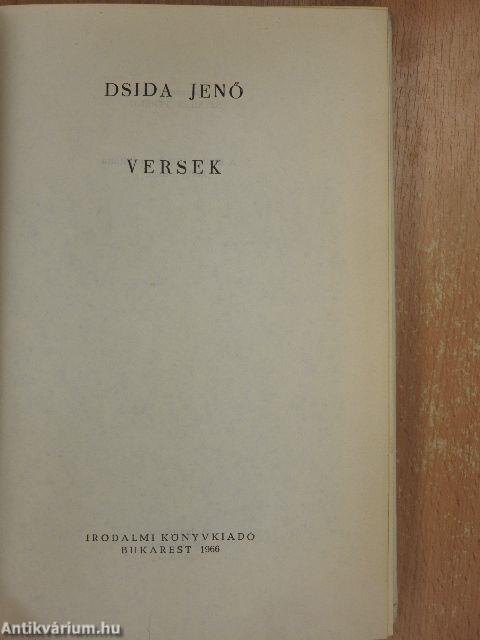 DSIDA JENŐ
VERSEK
IRODALMI KÖNYVKIADÓ
BUKAREST 1966
Antikvárium.hu